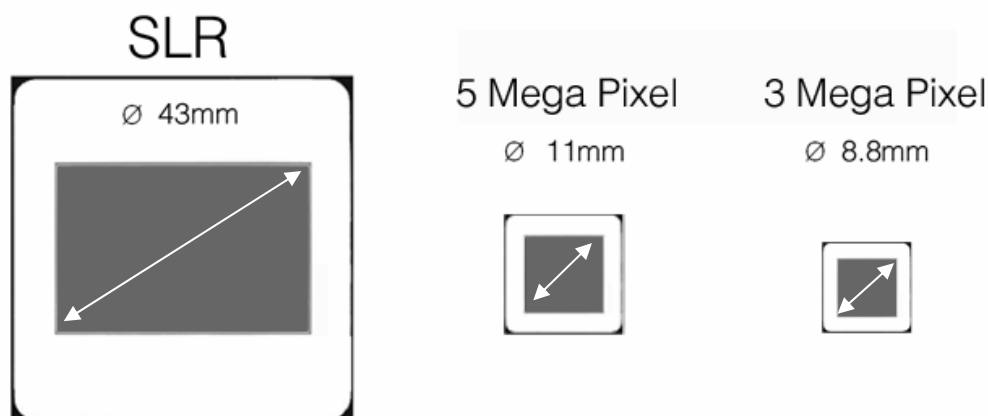 SLR
Ø 43mm
5 Mega Pixel
Ø 11mm
3 Mega Pixel
Ø 8.8mm